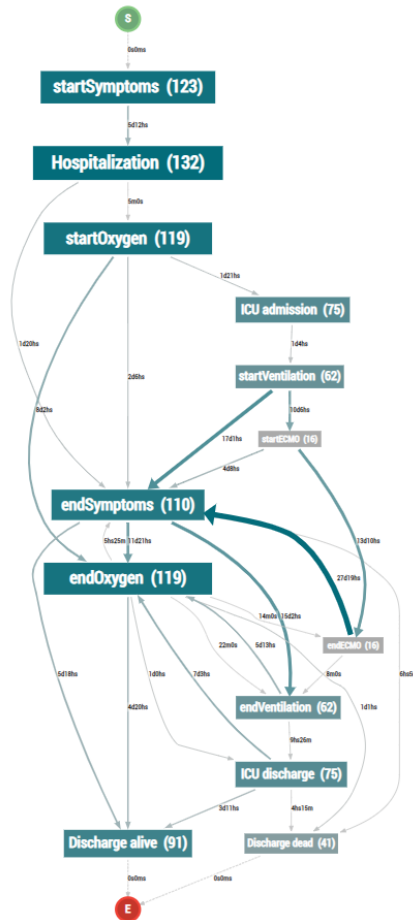 S
0s0ms
startSymptoms (123)
5d12hs
Hospitalization (132)
5m0s
startOxygen (119)
1d21hs
ICU admission (75)
1d4hs
1d20hs
2d6hs
8d2hs
startVentilation (62)
10d6hs
17d1hs
startECMO (16)
4d8hs
endSymptoms (110)
5hs25m
11d21hs
13d10hs
endOxygen (119)
27d19hs
14m0s
15d2hs
22m0s
5d13hs
endECMO (16)
5d18hs
1d0hs
7d3hs
8m0s
6hs5
4d20hs
1d1hs
endVentilation (62)
9hs26m
ICU discharge (75)
3d11hs
4hs15m
Discharge alive (91)
Discharge dead (41)
0s0ms
0s0ms
E